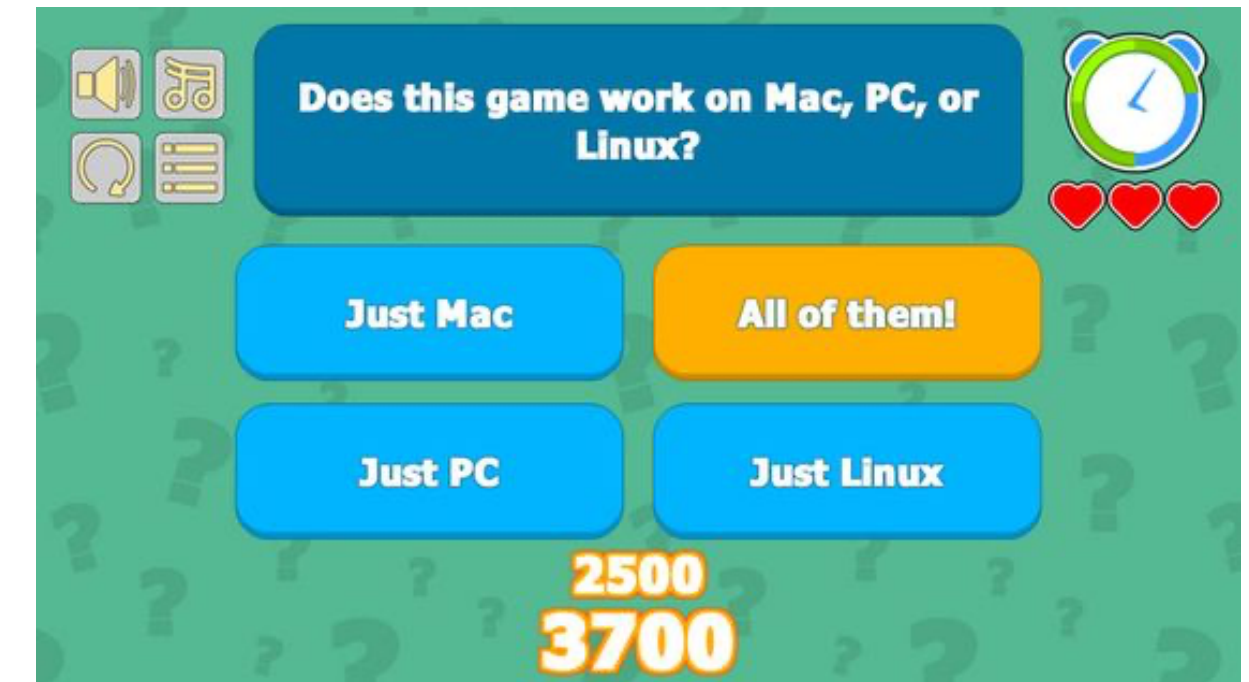 Does this game work on Mac, PC, or
Linux?
Just Mac
All of them!
Just PC
Just Linux
2500
3700